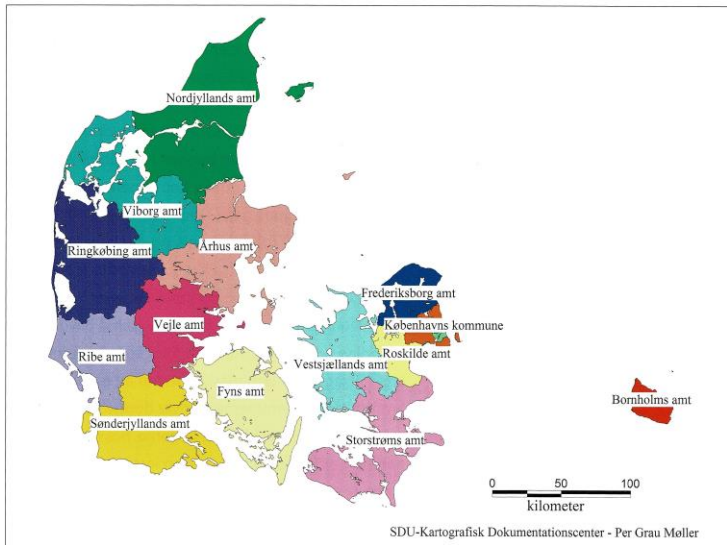 Nordjyllands amt
Viborg amt
Ringkøbing amt
Århus amt
Frederiksborg amt
Københavns kommune
Vejle amt
Roskilde amt
Ribe amt
Vestsjællands amt
Fyns amt
Bornholms amt
Sønderjyllands amt
Storstrøms amt
0 50 100
kilometer
SDU-Kartografisk Dokumentationscenter - Per Grau Møller